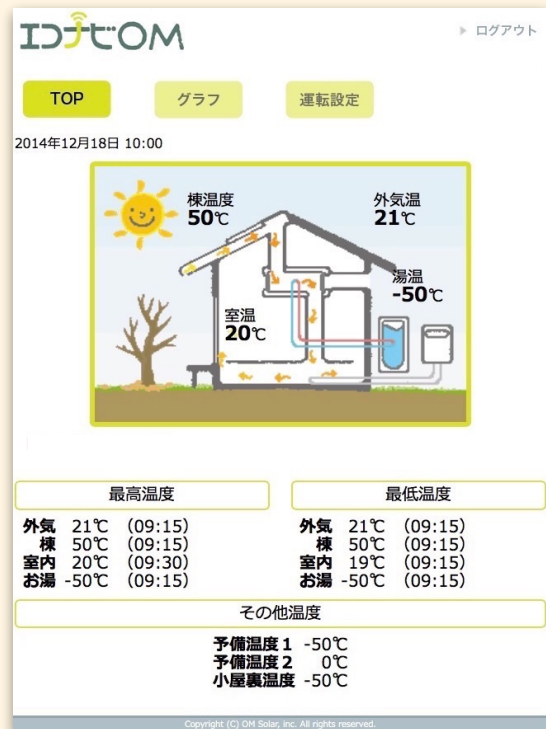 エコナビOM
ログアウト
TOP
グラフ
運転設定
2014年12月18日 10:00
棟温度
50℃
外気温
21℃
湯温
-50℃
室温
20℃
最高温度
外気 21℃ (09:15)
棟 50℃ (09:15)
室内 20℃ (09:30)
お湯 -50℃ (09:15)
最低温度
外気 21℃ (09:15)
棟 50℃ (09:15)
室内 19℃ (09:15)
お湯 -50℃ (09:15)
その他温度
予備温度1 -50℃
予備温度2 0℃
小屋裏温度 -50℃
Copyright (C) OM Solar, inc. All rights reserved.